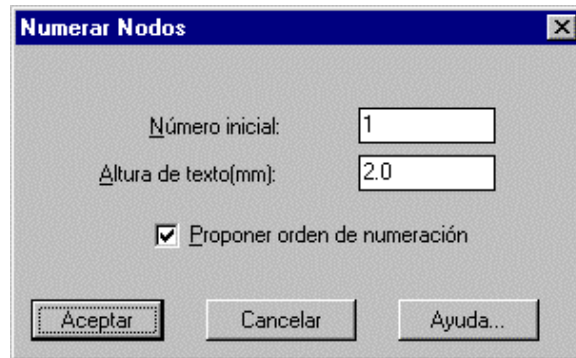 Numerar Nodos
Número inicial: 1
Altura de texto(mm): 2.0
Proponer orden de numeración
Aceptar Cancelar Ayuda...